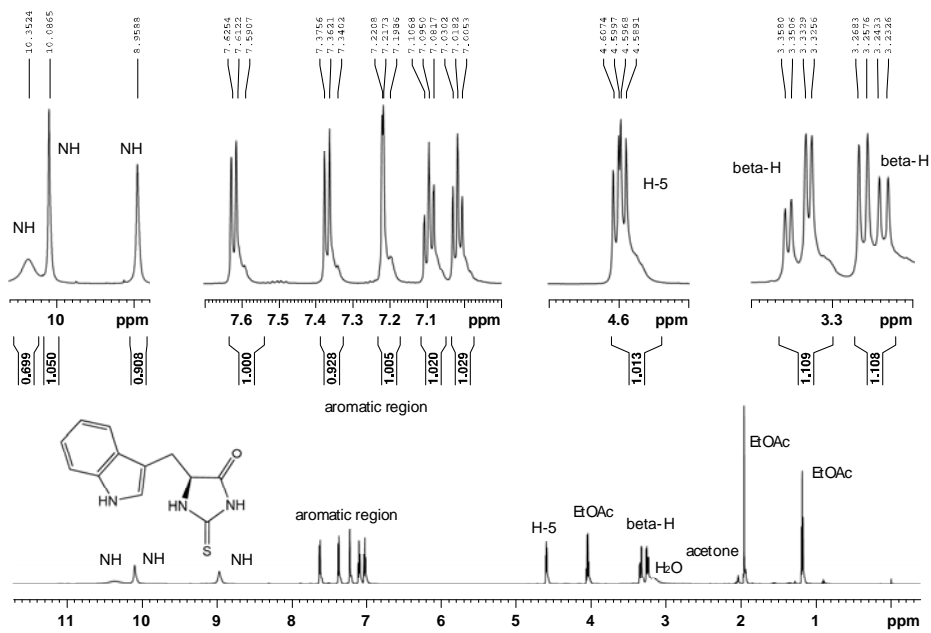 10.3524 10.0865 8.9588 7.6254 7.6122 7.5907 7.3756 7.3621 7.3402 7.2208 7.2173 7.1986 7.1068 7.0950 7.0817 7.0302 7.0182 7.0053 4.6074 4.5997 4.5968 4.5891 3.3580 3.3506 3.3339 3.3256 3.2683 3.2576 3.2433 3.2326
NH NH
NH
H-5
beta-H beta-H
10 ppm 7.6 7.5 7.4 7.3 7.2 7.1 ppm 4.6 ppm 3.3 ppm
0.699 1.050 0.908 1.000 0.928 1.005 1.020 1.029 1.013 1.109 1.108
aromatic region
O
HN
HN NH
S
NH NH NH
aromatic region
H-5
EtOAc
beta-H
H2O
acetone
EtOAc
EtOAc
11 10 9 8 7 6 5 4 3 2 1 ppm